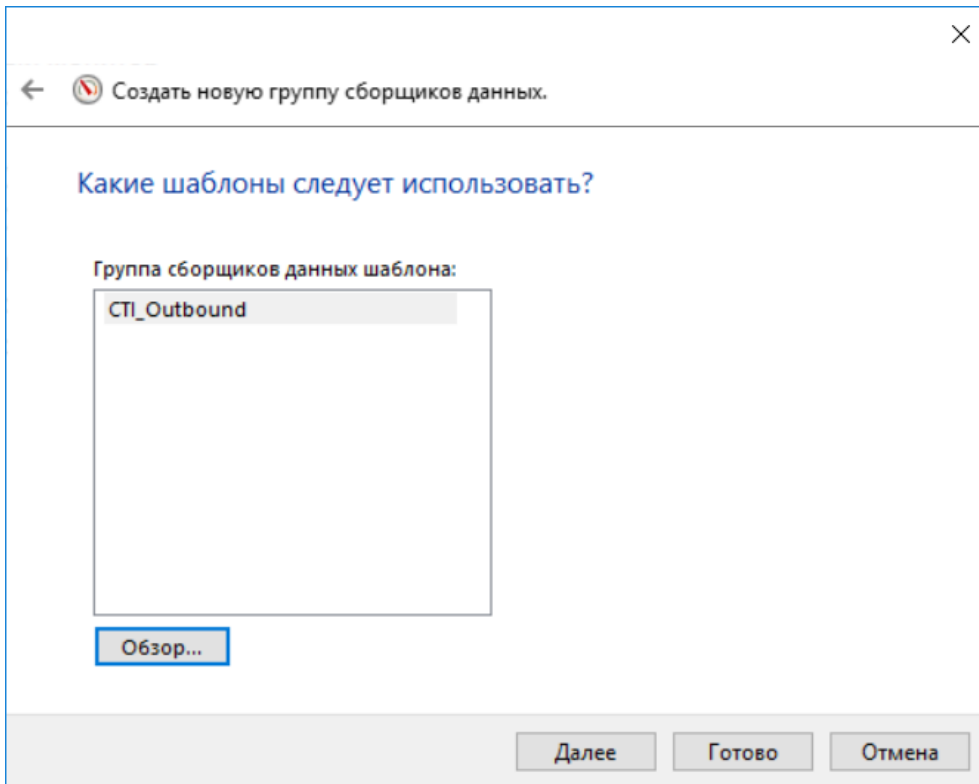 Создать новую группу сборщиков данных.
Какие шаблоны следует использовать?
Группа сборщиков данных шаблона:
CTI_Outbound
Обзор...
Далее
Готово
Отмена